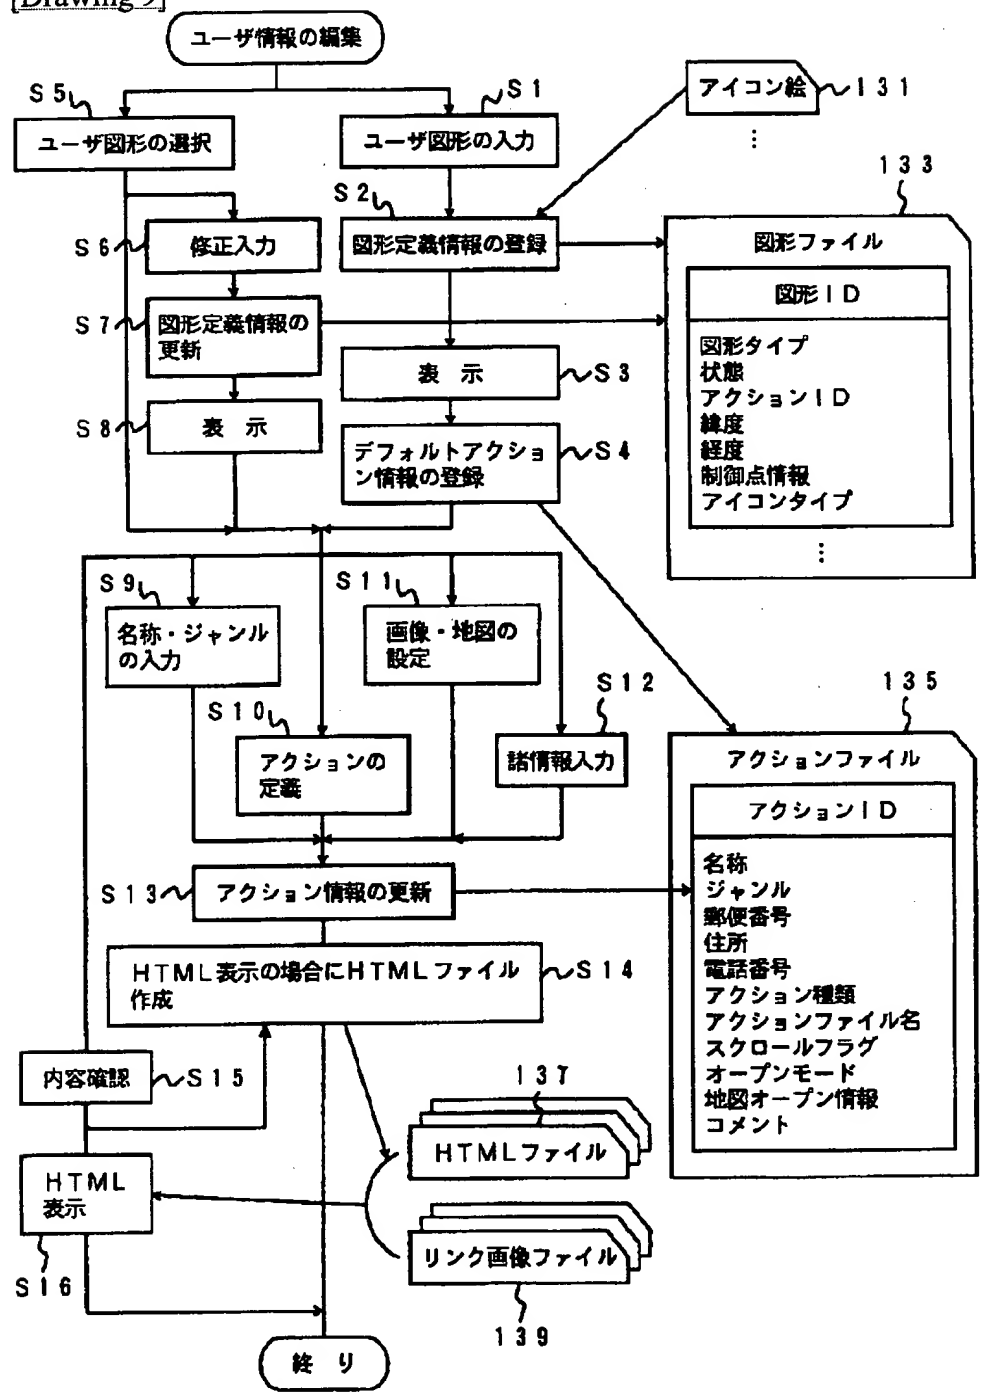 [Drawing 9]
ユーザ情報の編集
S5
S1
アイコン絵
131
ユーザ図形の選択
ユーザ図形の入力
133
S2
S6
修正入力
図形定義情報の登録
図形ファイル
図形ID
S7
図形定義情報の
更新
図形タイプ
状態
アクションID
緯度
経度
制御点情報
アイコンタイプ
表 示
S3
S8
表 示
デフォルトアクショ
ン情報の登録
S4
S9
S11
名称・ジャンル
の入力
画像・地図の
設定
S12
135
S10
アクションの
定義
諸情報入力
アクションファイル
アクションID
名称
ジャンル
郵便番号
住所
電話番号
アクション種類
アクションファイル名
スクロールフラグ
オープンモード
地図オープン情報
コメント
S13
アクション情報の更新
HTML表示の場合にHTMLファイル
作成
S14
内容確認
S15
137
HTMLファイル
HTML
表示
S16
リンク画像ファイル
139
終 り